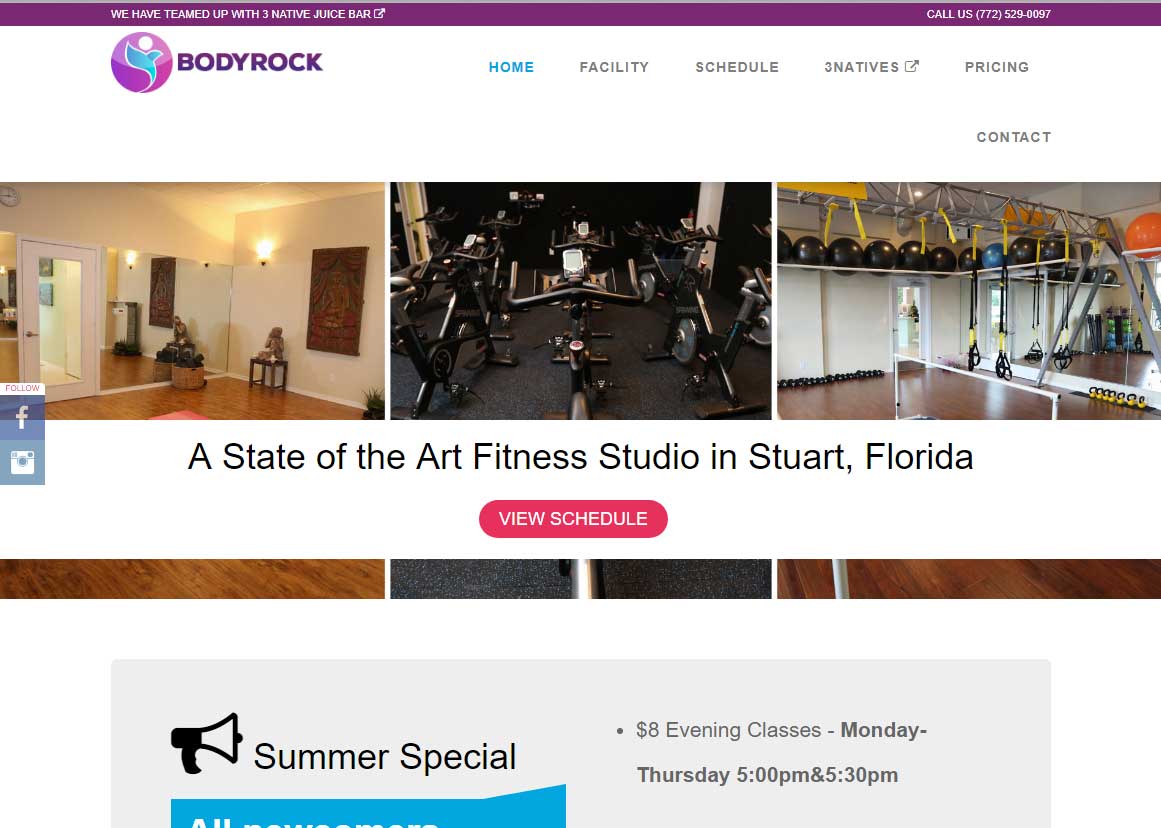 WE HAVE TEAMED UP WITH 3 NATIVE JUICE BAR
CALL US (772) 529-0097
BODYROCK
HOME
FACILITY
SCHEDULE
3NATIVES
PRICING
CONTACT
FOLLOW
A State of the Art Fitness Studio in Stuart, Florida
VIEW SCHEDULE
Summer Special
All newcomers
$8 Evening Classes - Monday-
Thursday 5:00pm&5:30pm